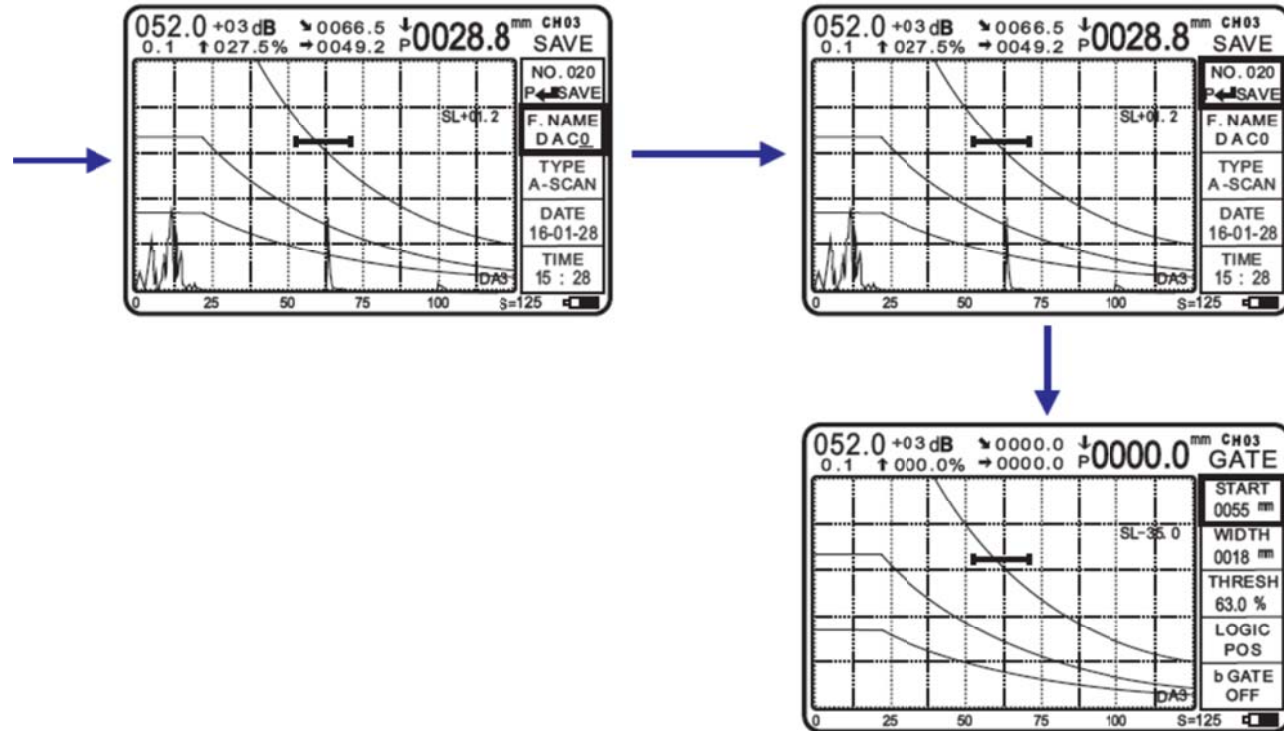 052.0 +03 dB ↘ 0066.5 ↓ 0028.8 mm CH03
0.1 ↑ 027.5% → 0049.2 P SAVE
NO. 020
P SAVE
SL+01.2
F. NAME
DAC0
TYPE
A-SCAN
DATE
16-01-28
TIME
15 : 28
DA3
0 25 50 75 100 S=125
052.0 +03 dB ↘ 0066.5 ↓ 0028.8 mm CH03
0.1 ↑ 027.5% → 0049.2 P SAVE
NO. 020
P SAVE
SL+01.2
F. NAME
DAC0
TYPE
A-SCAN
DATE
16-01-28
TIME
15 : 28
DA3
0 25 50 75 100 S=125
052.0 +03 dB ↘ 0000.0 ↓ 0000.0 mm CH03
0.1 ↑ 000.0% → 0000.0 P GATE
START
0055 mm
SL-35.0
WIDTH
0018 mm
THRESH
63.0 %
LOGIC
POS
b GATE
OFF
DA3
0 25 50 75 100 S=125